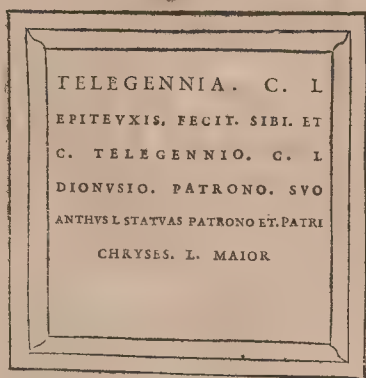 TELEGENNIA. C. L
EPITEVXIS. FECIT. SIBI. ET
C. TELEGENNIO. C. L
DIONVSIO. PATRONO. SVO
ANTHVS L STATVAS PATRONO ET. PATRI
CHRYSES. L. MAIOR